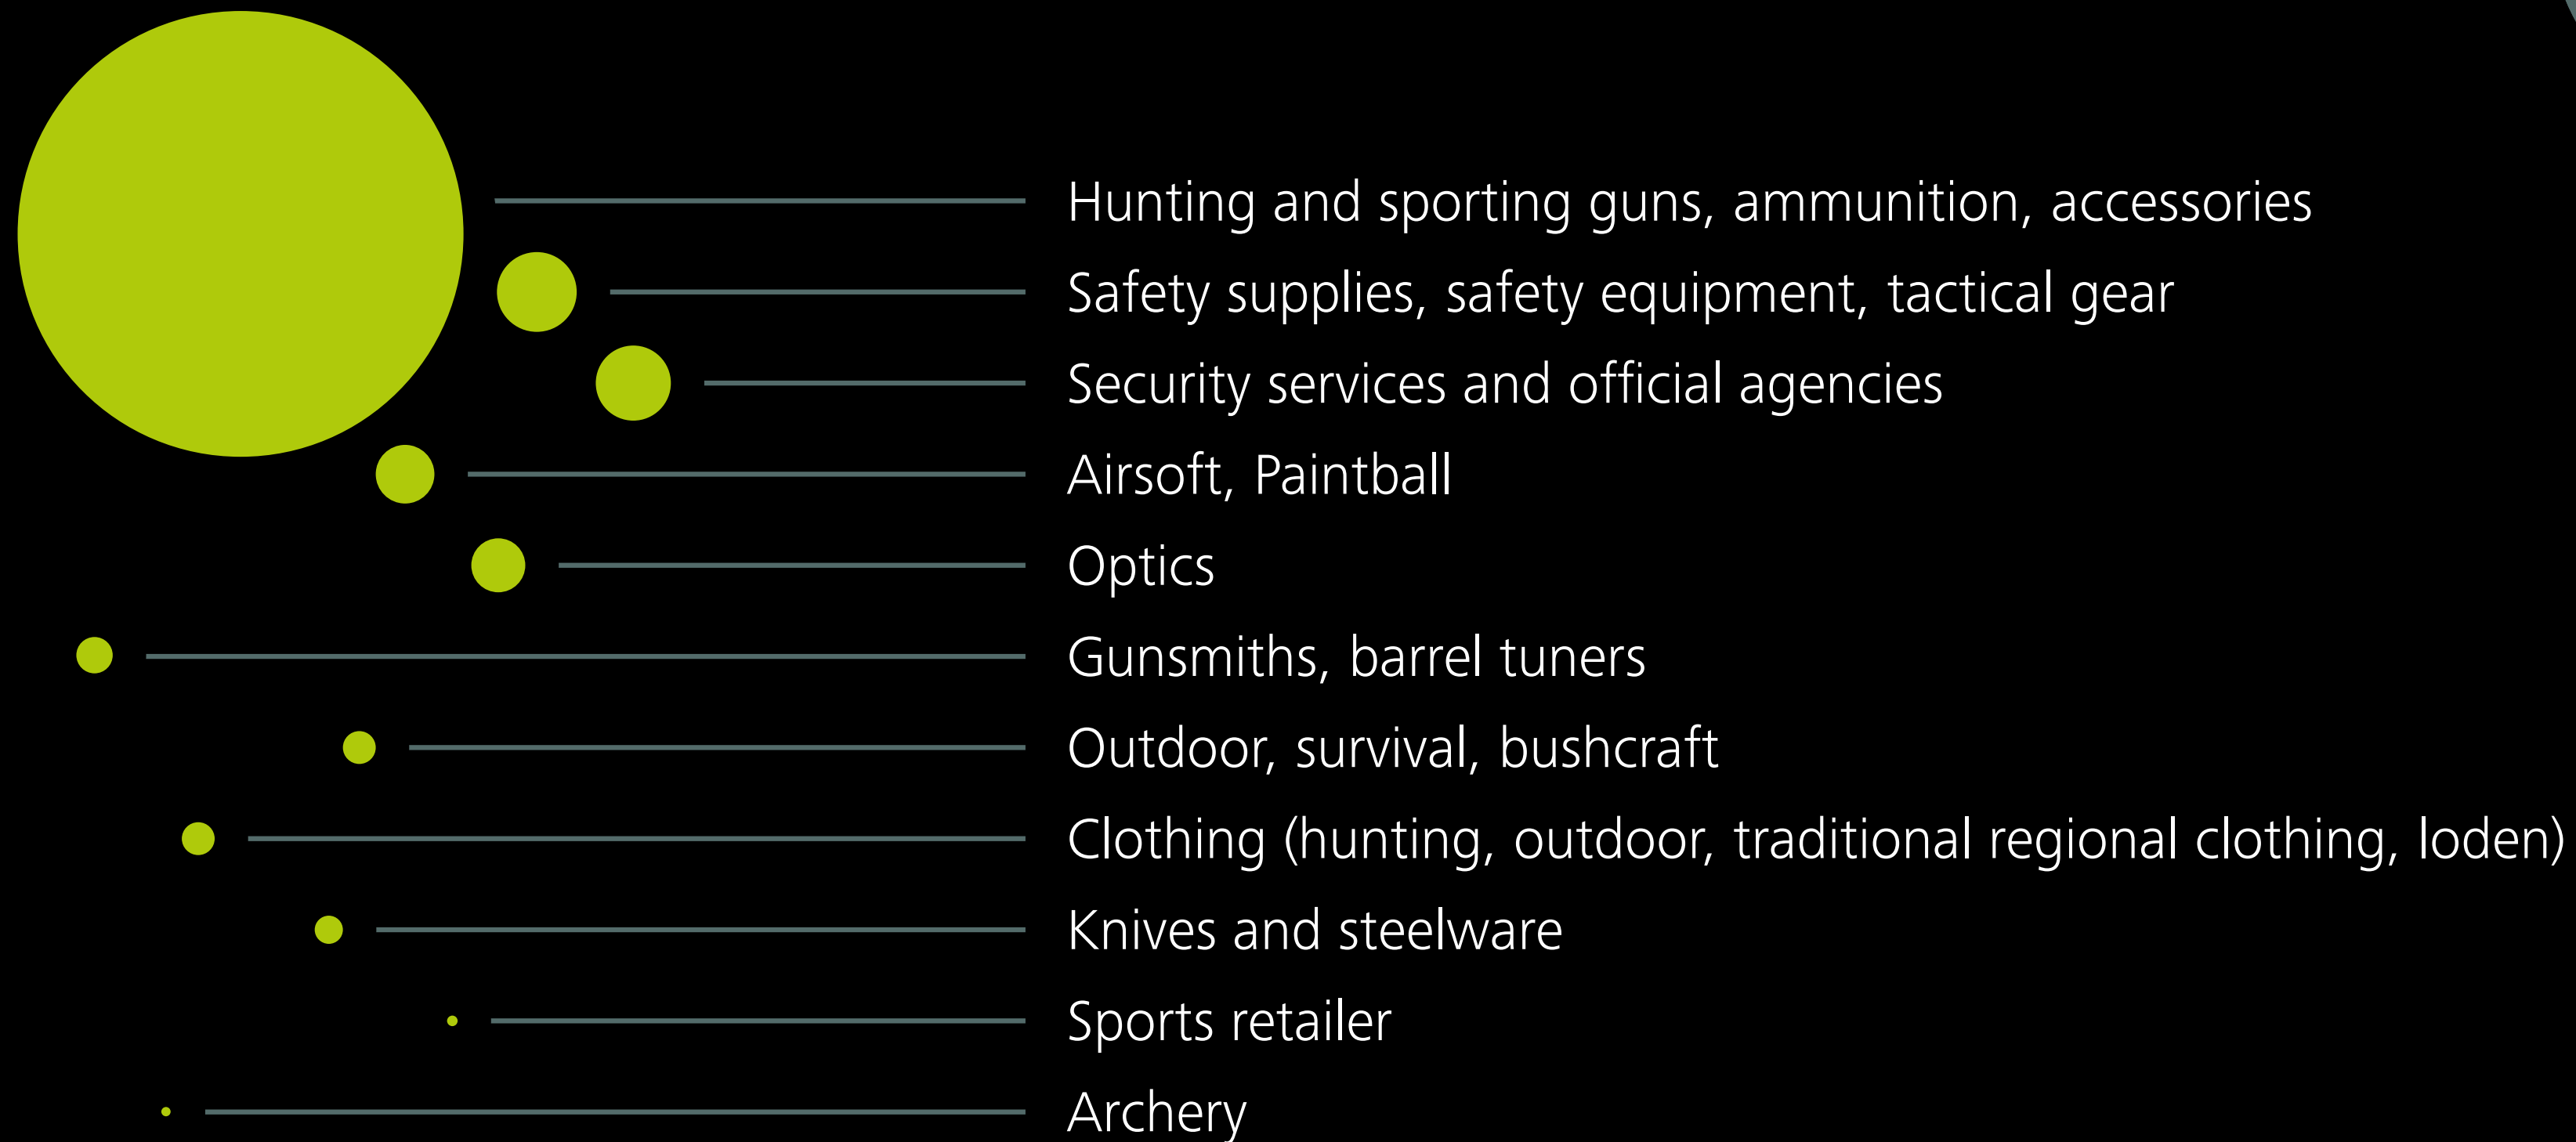 Hunting and sporting guns, ammunition, accessories
Safety supplies, safety equipment, tactical gear
Security services and official agencies
Airsoft, Paintball
Optics
Gunsmiths, barrel tuners
Outdoor, survival, bushcraft
Clothing (hunting, outdoor, traditional regional clothing, loden)
Knives and steelware
Sports retailer
Archery